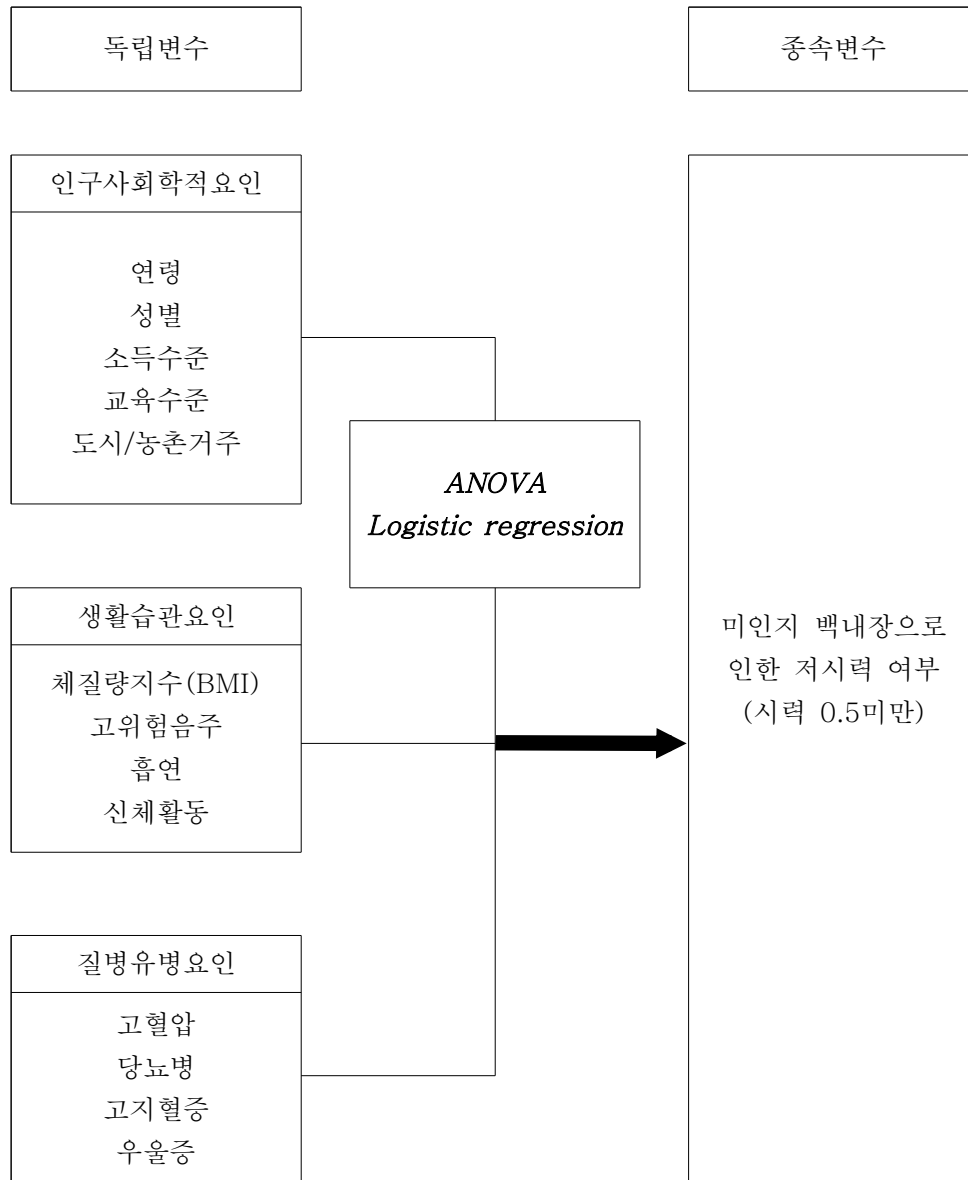 독립변수
종속변수
인구사회학적요인
연령
성별
소득수준
교육수준
도시/농촌거주
ANOVA
Logistic regression
생활습관요인
체질량지수(BMI)
고위험음주
흡연
신체활동
미인지 백내장으로
인한 저시력 여부
(시력 0.5미만)
질병유병요인
고혈압
당뇨병
고지혈증
우울증